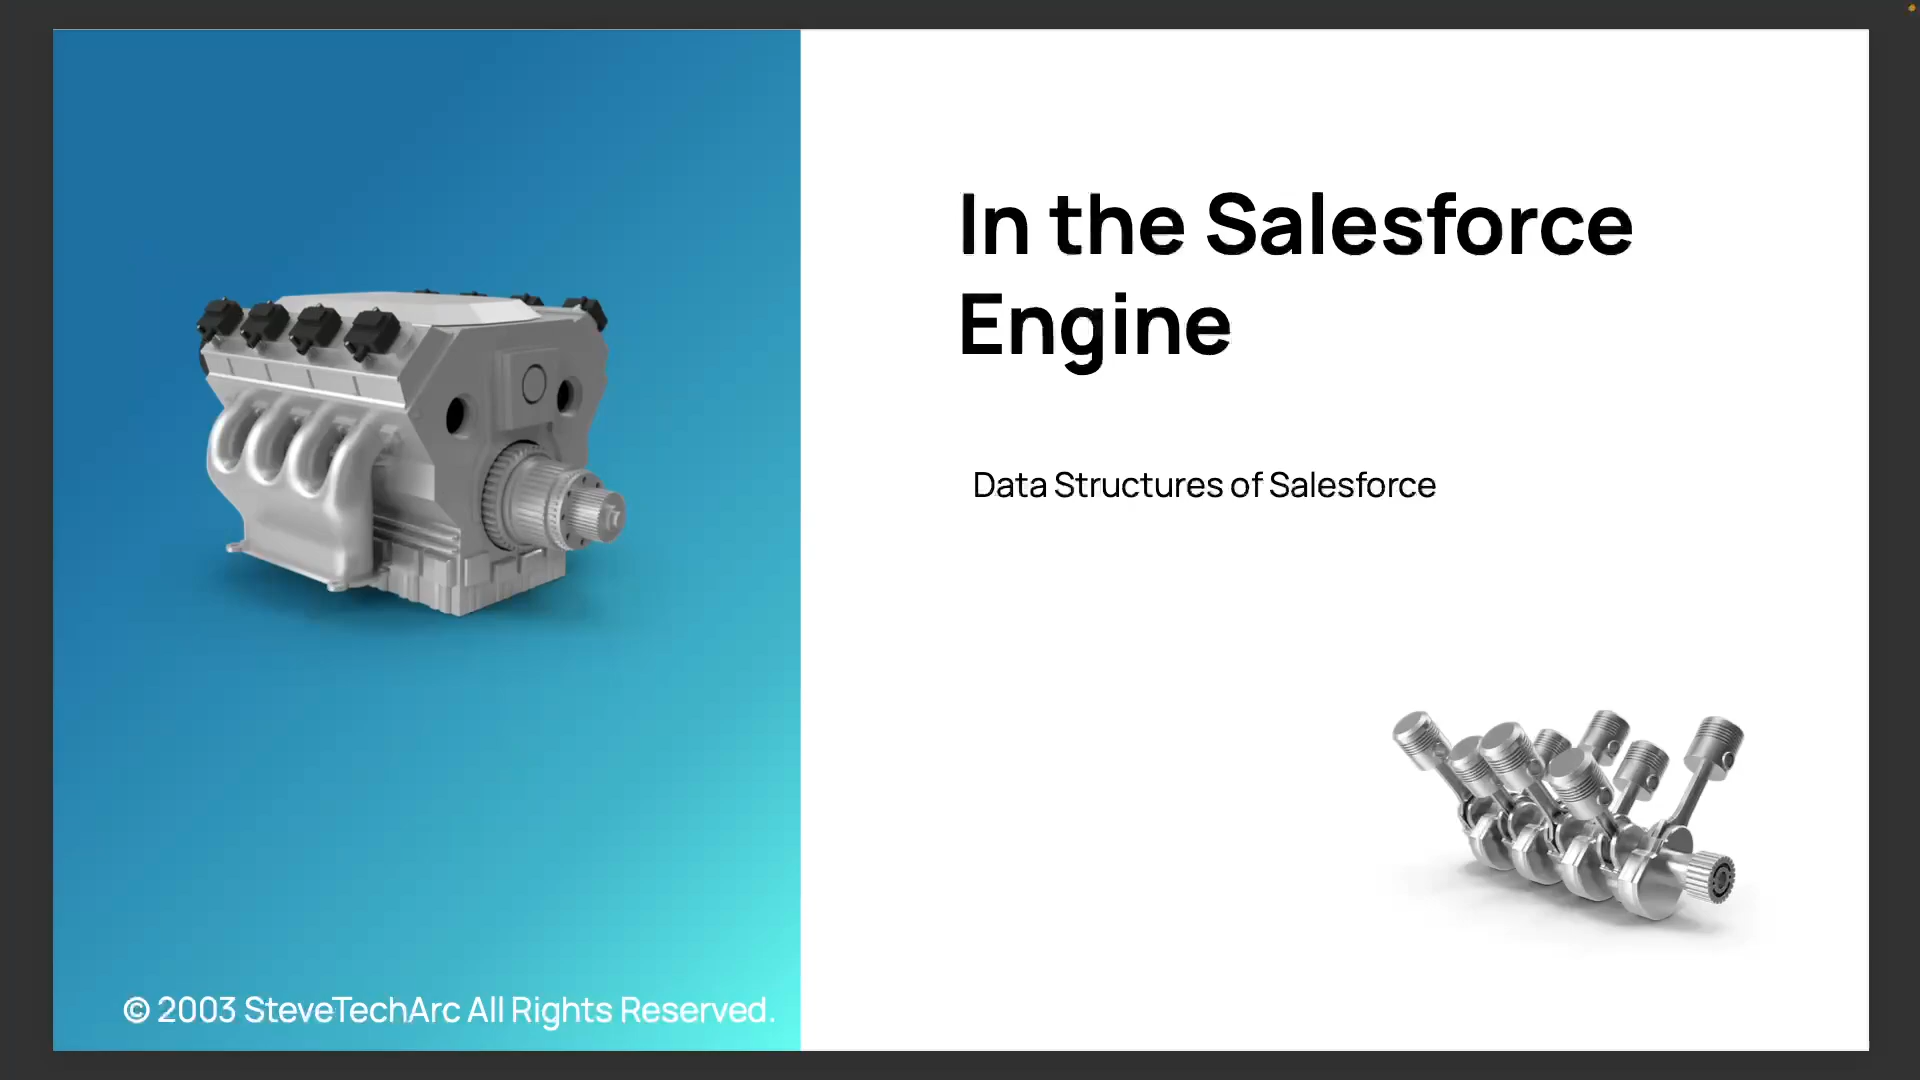 In the Salesforce
Engine
Data Structures of Salesforce
© 2003 SteveTechArc All Rights Reserved.